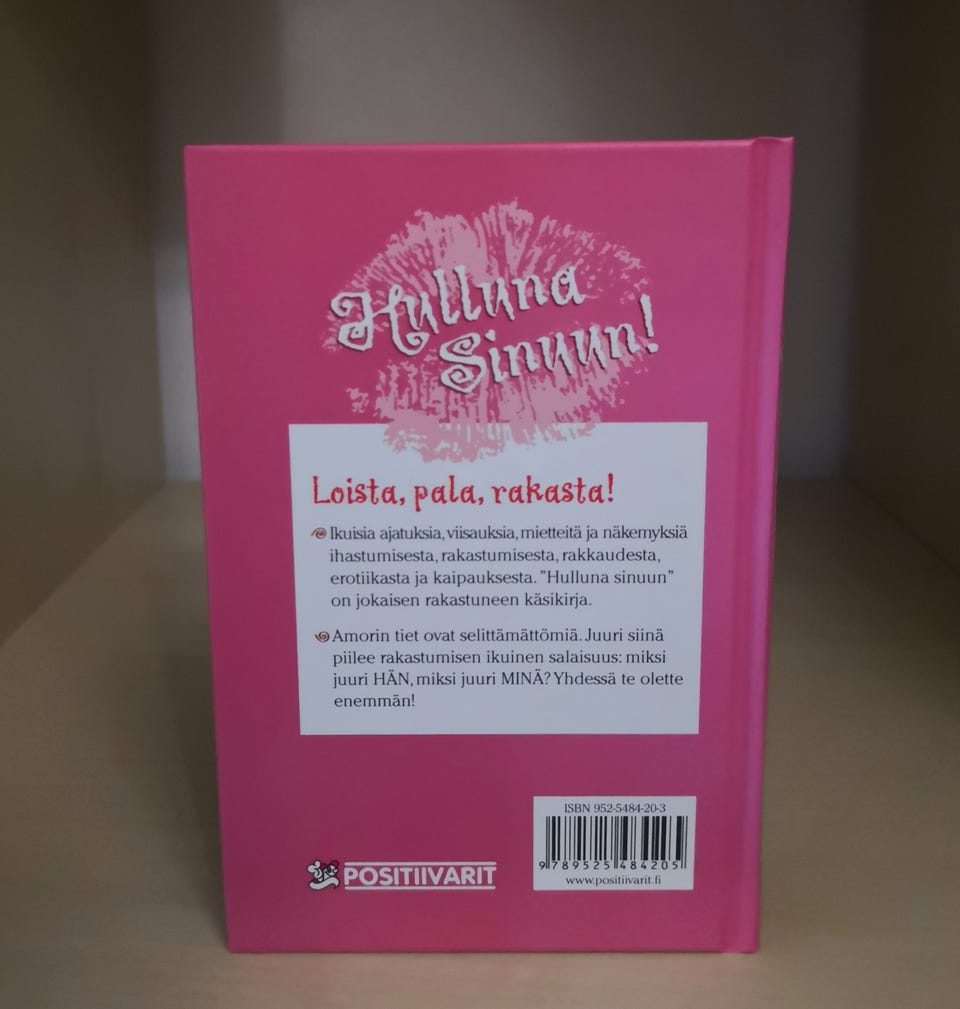 Hulluna
Sinuun!
Loista, pala, rakasta!
Ikuisia ajatuksia, viisauksia, mietteitä ja näkemyksiä
ihastumisesta, rakastumisesta, rakkaudesta,
erotiikasta ja kaipauksesta. ”Hulluna sinuun”
on jokaisen rakastuneen käsikirja.
Amorin tiet ovat selittämättömiä. Juuri siinä
piilee rakastumisen ikuinen salaisuus: miksi
juuri HÄN, miksi juuri MINÄ? Yhdessä te olette
enemmän!
ISBN 952-5484-20-3
9 789525 484205
www.positiivarit.fi
POSITIIVARIT